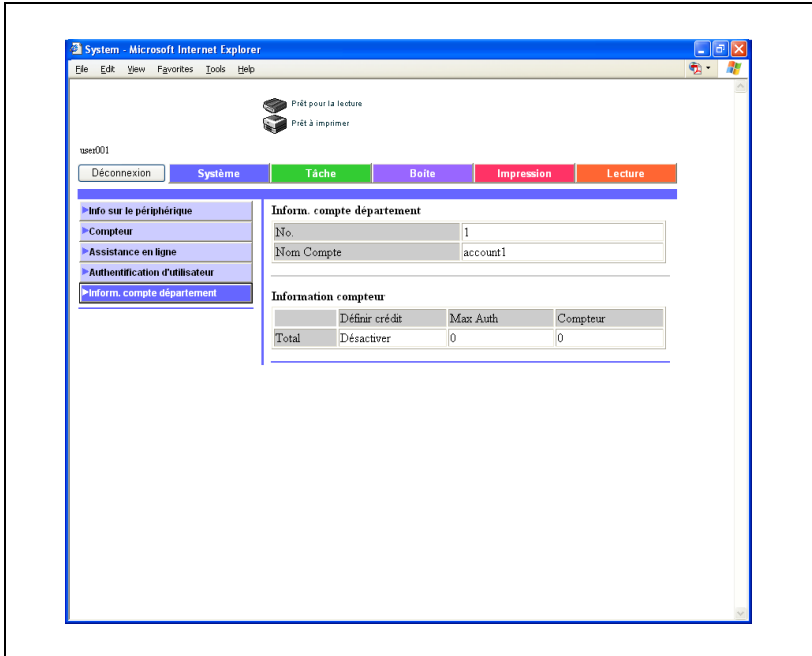 System - Microsoft Internet Explorer
File Edit View Favorites Tools Help
Prêt pour la lecture
Prêt à imprimer
user001
Déconnexion Système Tâche Boîte Impression Lecture
Info sur le périphérique
Compteur
Assistance en ligne
Authentification d'utilisateur
Inform. compte département
Inform. compte département
No. 1
Nom Compte account1
Information compteur
Définir crédit Max Auth Compteur
Total Désactiver 0 0